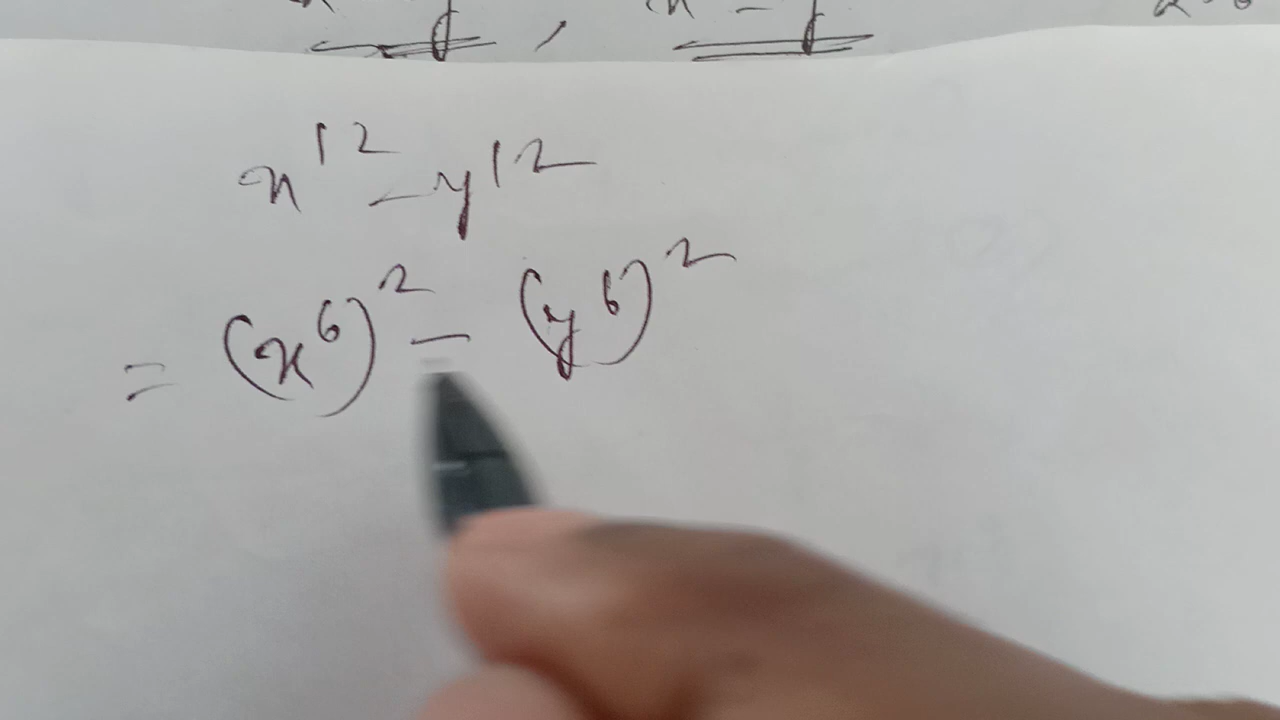 x¹² - y¹²
= (x⁶)² - (y⁶)²